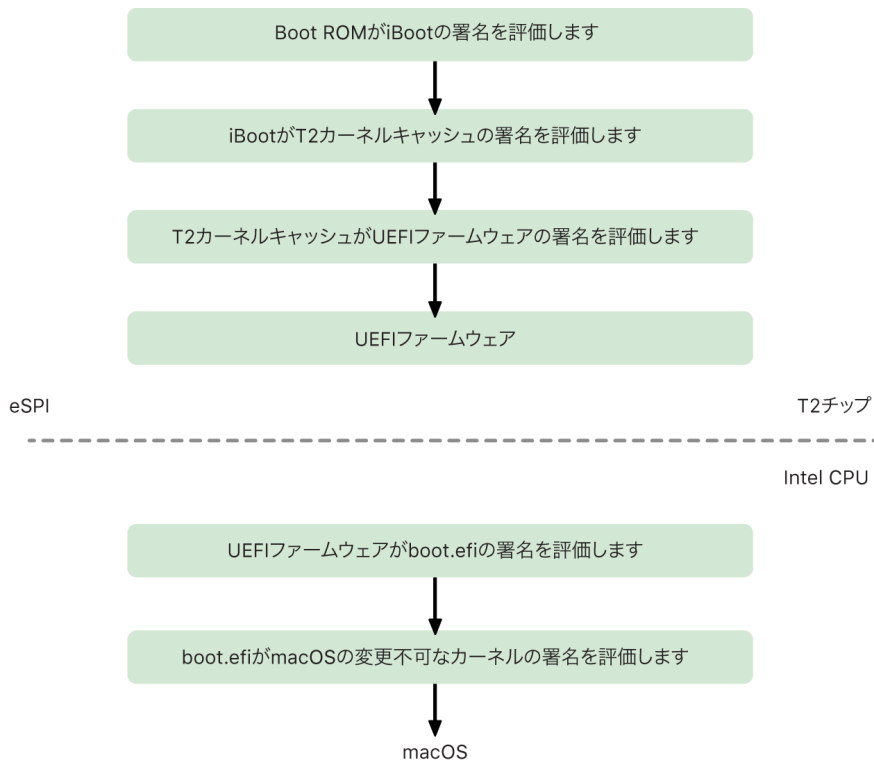 Boot ROMがiBootの署名を評価します
iBootがT2カーネルキャッシュの署名を評価します
T2カーネルキャッシュがUEFIファームウェアの署名を評価します
UEFIファームウェア
eSPI
T2チップ
Intel CPU
UEFIファームウェアがboot.efiの署名を評価します
boot.efiがmacOSの変更不可なカーネルの署名を評価します
macOS